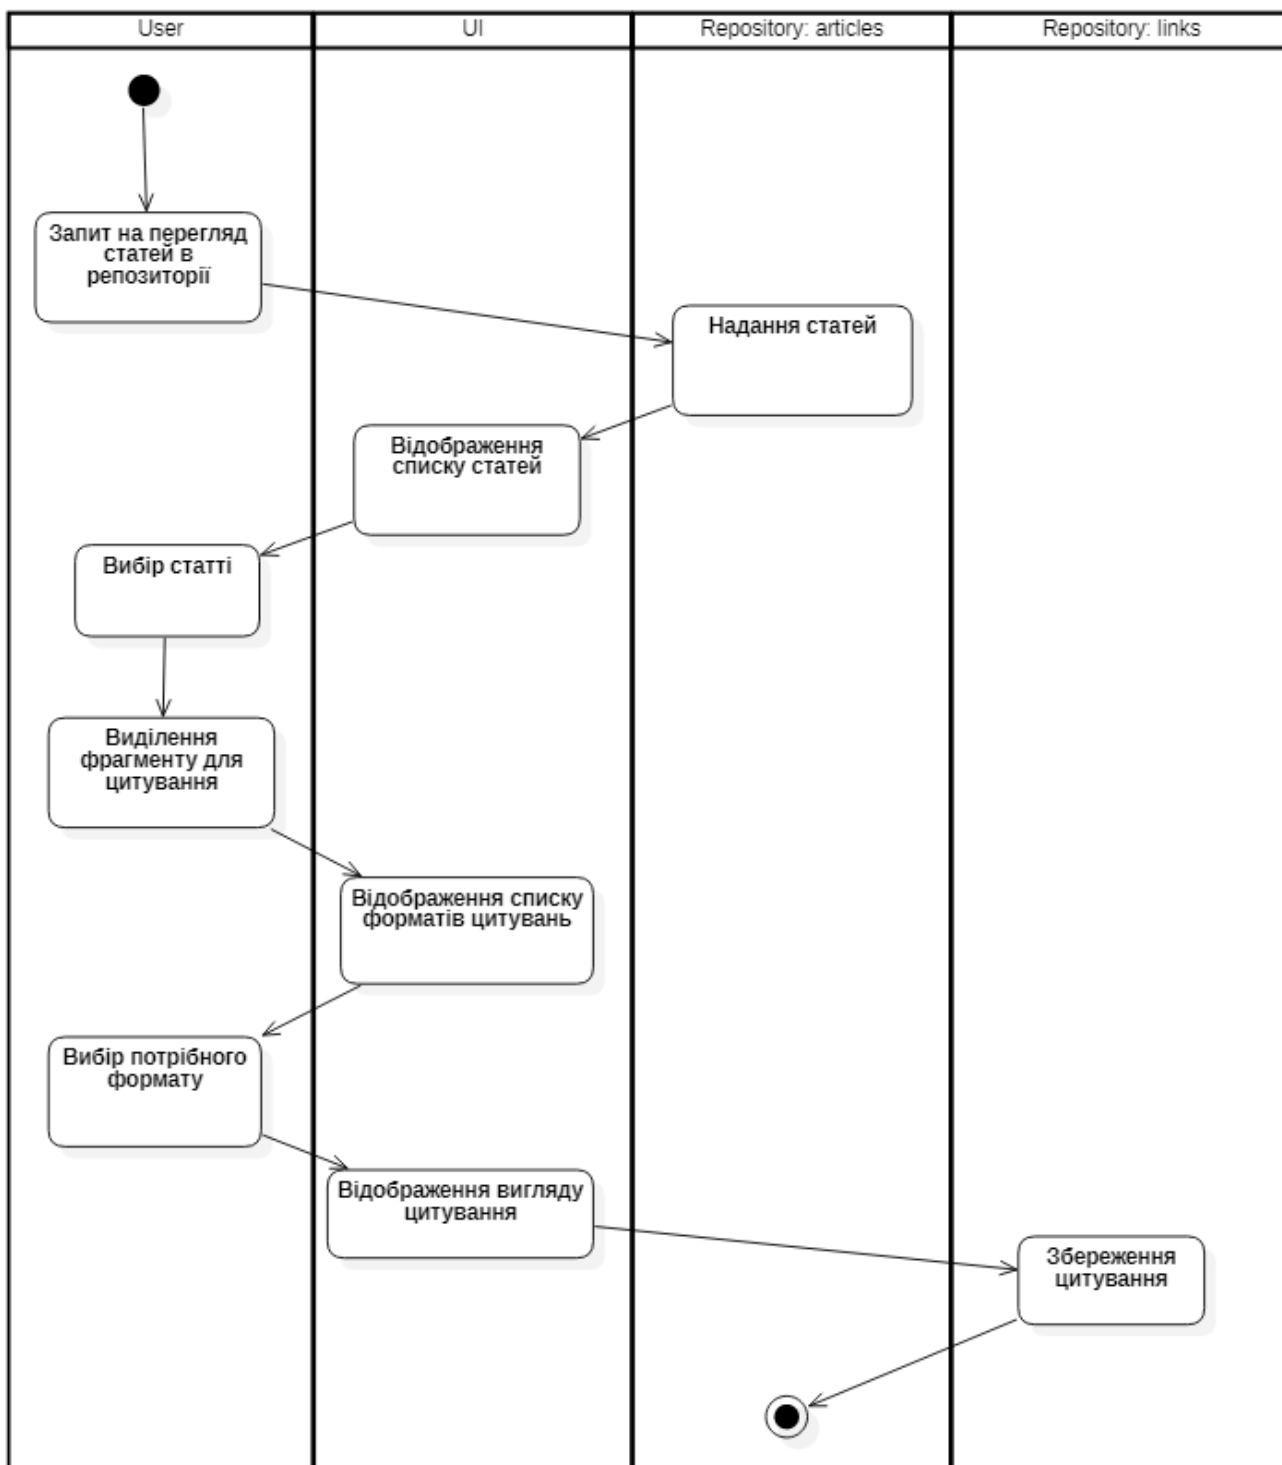 User
UI
Repository: articles
Repository: links
Запит на перегляд
статей в
репозиторії
Надання статей
Відображення
списку статей
Вибір статті
Виділення
фрагменту для
цитування
Відображення списку
форматів цитувань
Вибір потрібного
формату
Відображення вигляду
цитування
Збереження
цитування